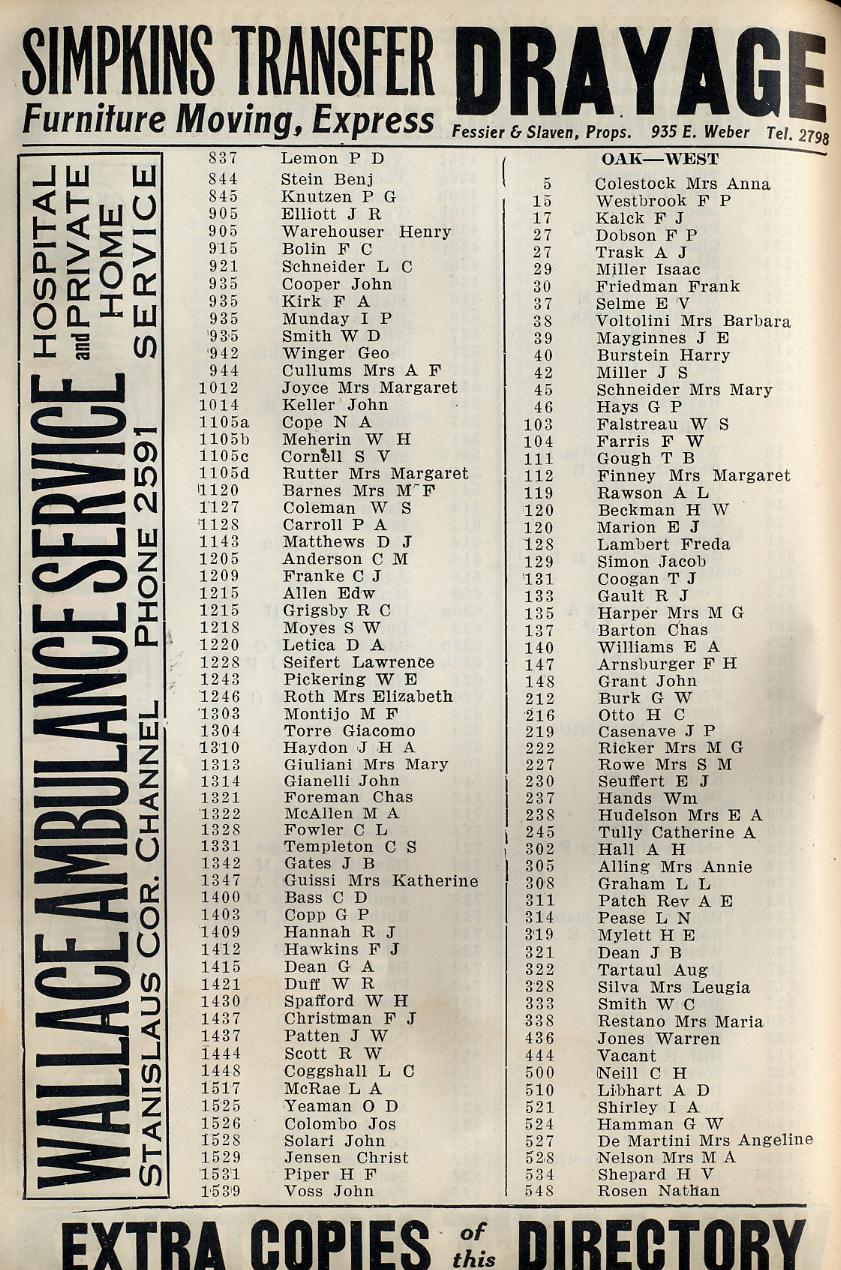 SIMPKINS TRANSFER DRAYAGE
Furniture Moving, Express Fessier & Slaven, Props. 935 E. Weber Tel. 2798
WALLACE AMBULANCE SERVICE
HOSPITAL
and PRIVATE
HOME
SERVICE
STANISLAUS COR. CHANNEL PHONE 2591
837 Lemon P D
844 Stein Benj
845 Knutzen P G
905 Elliott J R
905 Warehouser Henry
915 Bolin F C
921 Schneider L C
935 Cooper John
935 Kirk F A
935 Munday I P
935 Smith W D
942 Winger Geo
944 Cullums Mrs A F
1012 Joyce Mrs Margaret
1014 Keller John
1105a Cope N A
1105b Meherin W H
1105c Cornell S V
1105d Rutter Mrs Margaret
1120 Barnes Mrs M F
1127 Coleman W S
1128 Carroll P A
1143 Matthews D J
1205 Anderson C M
1209 Franke C J
1215 Allen Edw
1215 Grigsby R C
1218 Moyes S W
1220 Letica D A
1228 Seifert Lawrence
1243 Pickering W E
1246 Roth Mrs Elizabeth
1303 Montijo M F
1304 Torre Giacomo
1310 Haydon J H A
1313 Giuliani Mrs Mary
1314 Gianelli John
1321 Foreman Chas
1322 McAllen M A
1328 Fowler C L
1331 Templeton C S
1342 Gates J B
1347 Guissi Mrs Katherine
1400 Bass C D
1403 Copp G P
1409 Hannah R J
1412 Hawkins F J
1415 Dean G A
1421 Duff W R
1430 Spafford W H
1437 Christman F J
1437 Patten J W
1444 Scott R W
1448 Coggshall L C
1517 McRae L A
1525 Yeaman O D
1526 Colombo Jos
1528 Solari John
1529 Jensen Christ
1531 Piper H F
1539 Voss John
OAK—WEST
5 Colestock Mrs Anna
15 Westbrook F P
17 Kalck F J
27 Dobson F P
27 Trask A J
29 Miller Isaac
30 Friedman Frank
37 Selme E V
38 Voltolini Mrs Barbara
39 Mayginnes J E
40 Burstein Harry
42 Miller J S
45 Schneider Mrs Mary
46 Hays G P
103 Falstreau W S
104 Farris F W
111 Gough T B
112 Finney Mrs Margaret
119 Rawson A L
120 Beckman H W
120 Marion E J
128 Lambert Freda
129 Simon Jacob
131 Coogan T J
133 Gault R J
135 Harper Mrs M G
137 Barton Chas
140 Williams E A
147 Arnsburger F H
148 Grant John
212 Burk G W
216 Otto H C
219 Casenave J P
222 Ricker Mrs M G
227 Rowe Mrs S M
230 Seuffert E J
237 Hands Wm
238 Hudelson Mrs E A
245 Tully Catherine A
302 Hall A H
305 Alling Mrs Annie
308 Graham L L
311 Patch Rev A E
314 Pease L N
319 Mylett H E
321 Dean J B
322 Tartaul Aug
328 Silva Mrs Leugia
333 Smith W C
338 Restano Mrs Maria
436 Jones Warren
444 Vacant
500 Neill C H
510 Libhart A D
521 Shirley I A
524 Hamman G W
527 De Martini Mrs Angeline
528 Nelson Mrs M A
534 Shepard H V
548 Rosen Nathan
EXTRA COPIES of this DIRECTORY